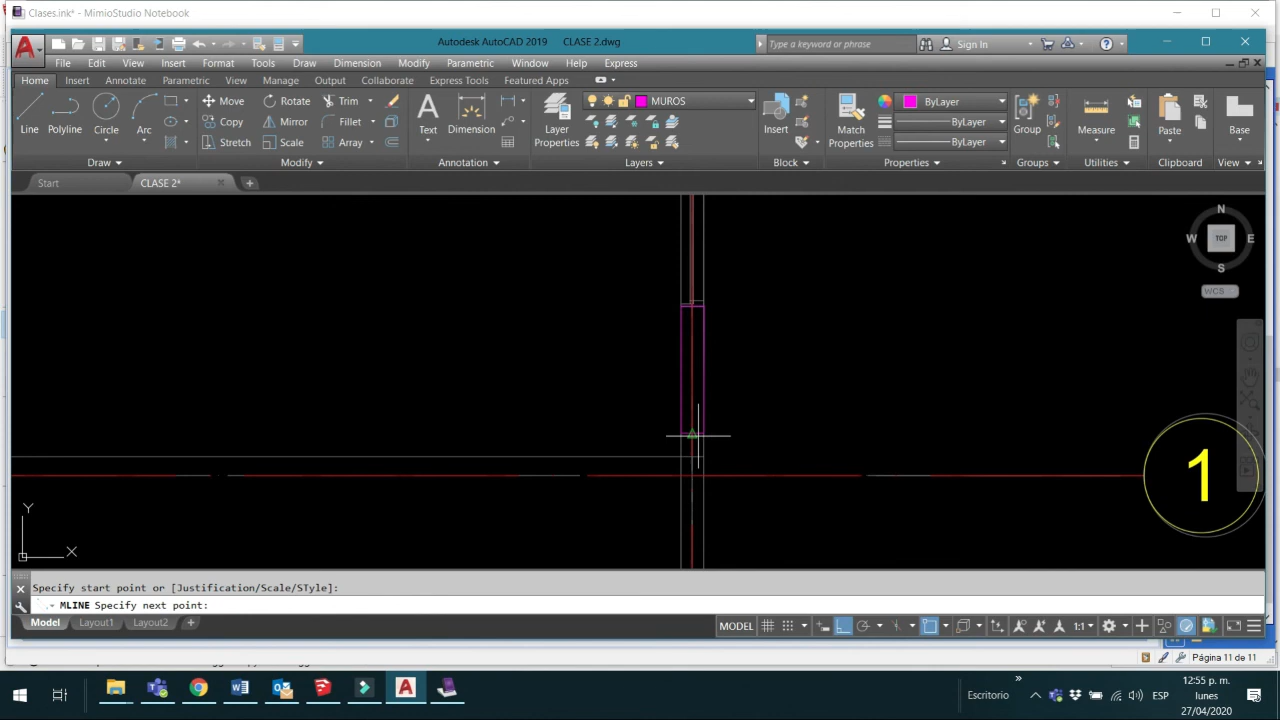 Clases.ink* - MimioStudio Notebook
Autodesk AutoCAD 2019 CLASE 2.dwg
Type a keyword or phrase
Sign In
File Edit View Insert Format Tools Draw Dimension Modify Parametric Window Help Express
Home Insert Annotate Parametric View Manage Output Collaborate Express Tools Featured Apps
Move Rotate Trim MUROS ByLayer
Copy Mirror Fillet ByLayer
Line Polyline Circle Arc Text Dimension Layer Properties Insert Match Properties Group Measure Paste Base
Stretch Scale Array ByLayer
Draw Modify Annotation Layers Block Properties Groups Utilities Clipboard View
Start CLASE 2*
N
W TOP E
S
WCS
1
Y
X
Specify start point or [Justification/Scale/STyle]:
MLINE Specify next point:
Model Layout1 Layout2 MODEL 1:1
Página 11 de 11
12:55 p. m.
Escritorio ESP lunes
27/04/2020